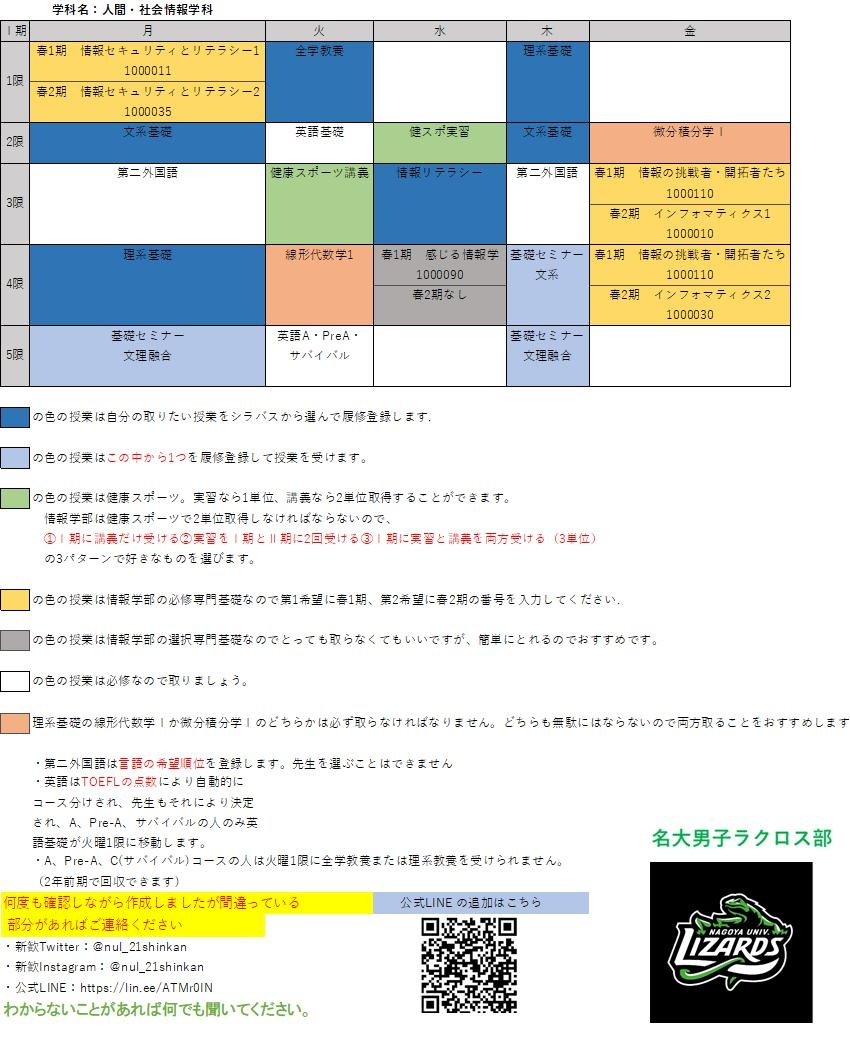 学科名：人間・社会情報学科
Ⅰ期 月 火 水 木 金
1限
春1期　情報セキュリティとリテラシー1
1000011
春2期　情報セキュリティとリテラシー2
1000035
全学教養
理系基礎
2限
文系基礎
英語基礎
健スポ実習
文系基礎
微分積分学Ⅰ
3限
第二外国語
健康スポーツ講義
情報リテラシー
第二外国語
春1期　情報の挑戦者・開拓者たち
1000110
春2期　インフォマティクス1
1000010
4限
理系基礎
線形代数学1
春1期　感じる情報学
1000090
春2期なし
基礎セミナー
文系
春1期　情報の挑戦者・開拓者たち
1000110
春2期　インフォマティクス2
1000030
5限
基礎セミナー
文理融合
英語A・PreA・
サバイバル
基礎セミナー
文理融合
の色の授業は自分の取りたい授業をシラバスから選んで履修登録します.
の色の授業はこの中から1つを履修登録して授業を受けます。
の色の授業は健康スポーツ。実習なら1単位、講義なら2単位取得することができます。
情報学部は健康スポーツで2単位取得しなければならないので、
①Ⅰ期に講義だけ受ける②実習をⅠ期とⅡ期に2回受ける③Ⅰ期に実習と講義を両方受ける（3単位）
の3パターンで好きなものを選びます。
の色の授業は情報学部の必修専門基礎なので第1希望に春1期、第2希望に春2期の番号を入力してください.
の色の授業は情報学部の選択専門基礎なのでとっても取らなくてもいいですが、簡単にとれるのでおすすめです。
の色の授業は必修なので取りましょう。
理系基礎の線形代数学Ⅰか微分積分学Ⅰのどちらかは必ず取らなければなりません。どちらも無駄にはならないので両方取ることをおすすめします
・第二外国語は言語の希望順位を登録します。先生を選ぶことはできません
・英語はTOEFLの点数により自動的に
コース分けされ、先生もそれにより決定
され、A、Pre-A、サバイバルの人のみ英
語基礎が火曜1限に移動します。
・A、Pre-A、C(サバイバル)コースの人は火曜1限に全学教養または理系教養を受けられません。
（2年前期で回収できます）
名大男子ラクロス部
何度も確認しながら作成しましたが間違っている
部分があればご連絡ください
公式LINE の追加はこちら
・新歓Twitter：＠nul_21shinkan
・新歓Instagram：＠nul_21shinkan
・公式LINE：https://lin.ee/ATMr0IN
わからないことがあれば何でも聞いてください。
NAGOYA UNIV.
LIZARDS